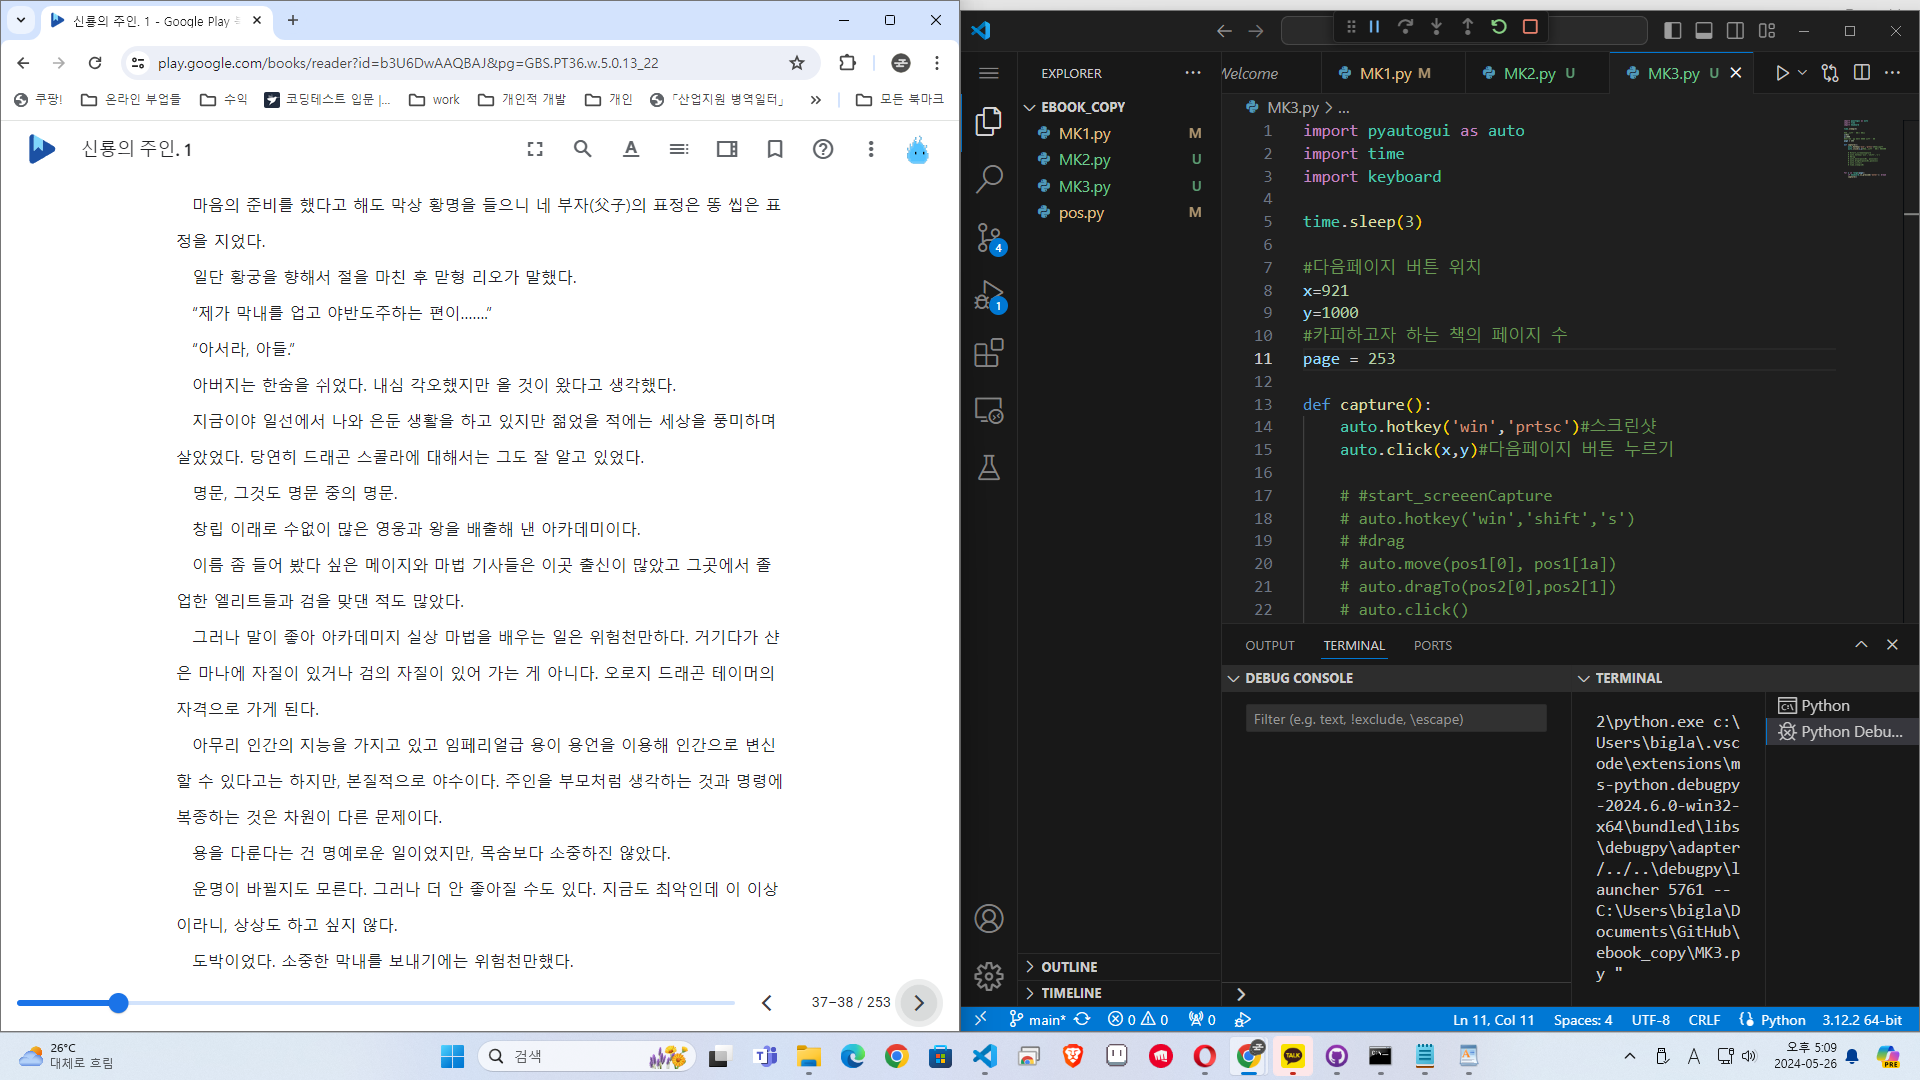 신룡의 주인. 1 - Google Play
play.google.com/books/reader?id=b3U6DwAAQBAJ&pg=GBS.PT36.w.5.0.13_22
쿠팡!
온라인 부업들
수익
코딩테스트 입문 |...
work
개인적 개발
개인
「산업지원 병역일터」
모든 북마크
신룡의 주인. 1
마음의 준비를 했다고 해도 막상 황명을 들으니 네 부자(父子)의 표정은 똥 씹은 표
정을 지었다.
일단 황궁을 향해서 절을 마친 후 맏형 리오가 말했다.
“제가 막내를 업고 야반도주하는 편이…….”
“아서라, 아들.”
아버지는 한숨을 쉬었다. 내심 각오했지만 올 것이 왔다고 생각했다.
지금이야 일선에서 나와 은둔 생활을 하고 있지만 젊었을 적에는 세상을 풍미하며
살았었다. 당연히 드래곤 스콜라에 대해서는 그도 잘 알고 있었다.
명문, 그것도 명문 중의 명문.
창립 이래로 수없이 많은 영웅과 왕을 배출해 낸 아카데미이다.
이름 좀 들어 봤다 싶은 메이지와 마법 기사들은 이곳 출신이 많았고 그곳에서 졸
업한 엘리트들과 검을 맞댄 적도 많았다.
그러나 말이 좋아 아카데미지 실상 마법을 배우는 일은 위험천만하다. 거기다가 샨
은 마나에 자질이 있거나 검의 자질이 있어 가는 게 아니다. 오로지 드래곤 테이머의
자격으로 가게 된다.
아무리 인간의 지능을 가지고 있고 임페리얼급 용이 용언을 이용해 인간으로 변신
할 수 있다고는 하지만, 본질적으로 야수이다. 주인을 부모처럼 생각하는 것과 명령에
복종하는 것은 차원이 다른 문제이다.
용을 다룬다는 건 명예로운 일이었지만, 목숨보다 소중하진 않았다.
운명이 바뀔지도 모른다. 그러나 더 안 좋아질 수도 있다. 지금도 최악인데 이 이상
이라니, 상상도 하고 싶지 않다.
도박이었다. 소중한 막내를 보내기에는 위험천만했다.
37–38 / 253
EXPLORER
EBOOK_COPY
MK1.py M
MK2.py U
MK3.py U
pos.py M
OUTLINE
TIMELINE
Welcome
MK1.py M
MK2.py U
MK3.py U
MK3.py > ...
1 import pyautogui as auto
2 import time
3 import keyboard
4
5 time.sleep(3)
6
7 #다음페이지 버튼 위치
8 x=921
9 y=1000
10 #카피하고자 하는 책의 페이지 수
11 page = 253
12
13 def capture():
14 auto.hotkey('win','prtsc')#스크린샷
15 auto.click(x,y)#다음페이지 버튼 누르기
16
17 # #start_screeenCapture
18 # auto.hotkey('win','shift','s')
19 # #drag
20 # auto.move(pos1[0], pos1[1a])
21 # auto.dragTo(pos2[0],pos2[1])
22 # auto.click()
OUTPUT
TERMINAL
PORTS
DEBUG CONSOLE
Filter (e.g. text, !exclude, \escape)
TERMINAL
2\python.exe c:\
Users\bigla\.vsc
ode\extensions\m
s-python.debugpy
-2024.6.0-win32-
x64\bundled\libs
\debugpy\adapter
/../..\debugpy\l
auncher 5761 --
C:\Users\bigla\D
ocuments\GitHub\
ebook_copy\MK3.p
y "
Python
Python Debu...
4
1
main*
0 0
0
Ln 11, Col 11
Spaces: 4
UTF-8
CRLF
Python
3.12.2 64-bit
26°C
대체로 흐림
검색
TALK
A
오후 5:09
2024-05-26
PRE